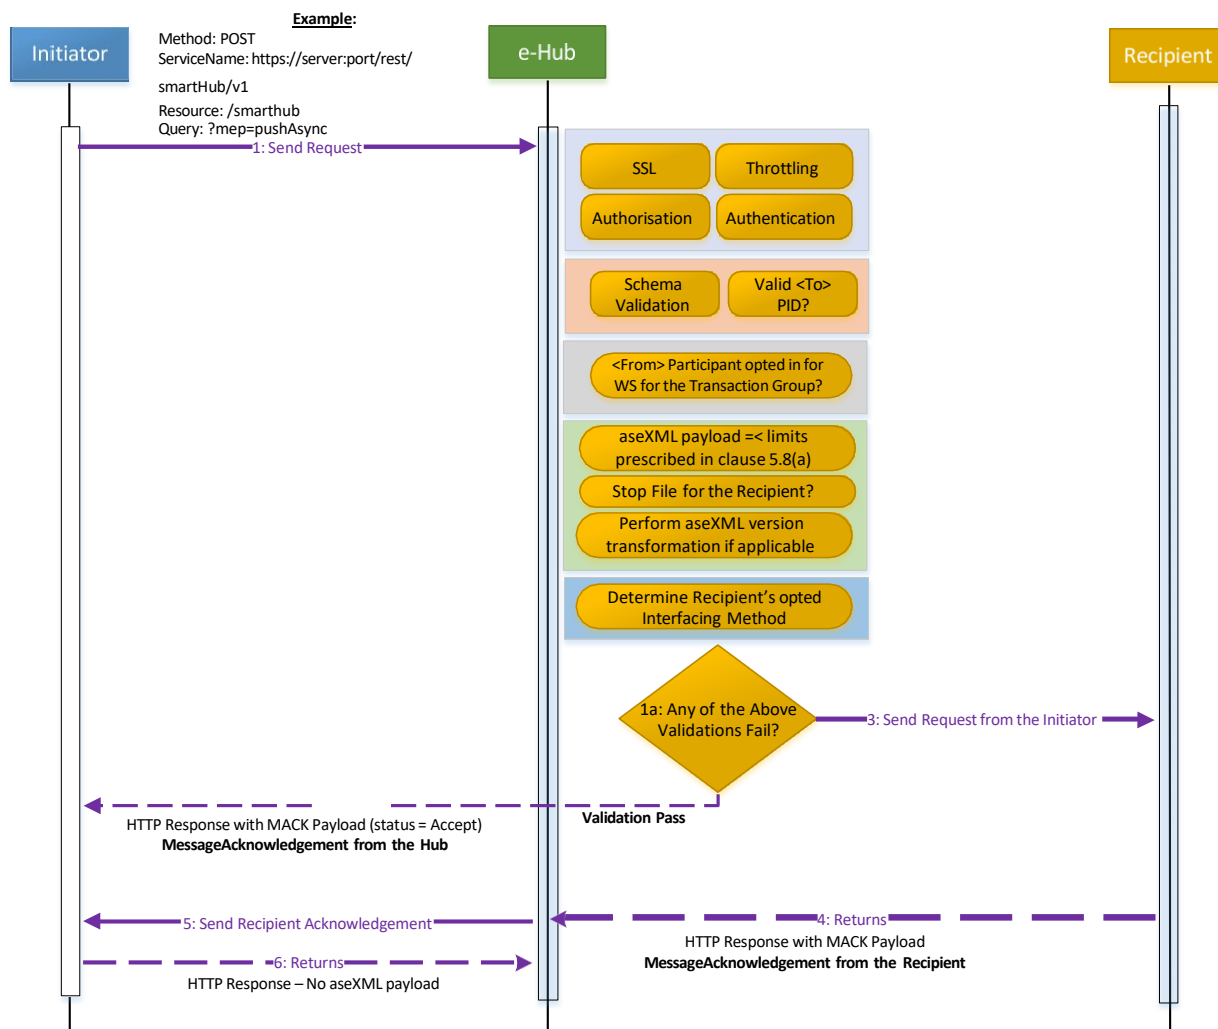 Example:
Initiator
Method: POST
ServiceName: https://server:port/rest/
smartHub/v1
Resource: /smarthub
Query: ?mep=pushAsync
e-Hub
Recipient
1: Send Request
SSL
Throttling
Authorisation
Authentication
Schema
Validation
Valid <To>
PID?
<From> Participant opted in for
WS for the Transaction Group?
aseXML payload =< limits
prescribed in clause 5.8(a)
Stop File for the Recipient?
Perform aseXML version
transformation if applicable
Determine Recipient's opted
Interfacing Method
1a: Any of the Above
Validations Fail?
3: Send Request from the Initiator
Validation Pass
HTTP Response with MACK Payload (status = Accept)
MessageAcknowledgement from the Hub
5: Send Recipient Acknowledgement
4: Returns
HTTP Response with MACK Payload
MessageAcknowledgement from the Recipient
6: Returns
HTTP Response – No aseXML payload